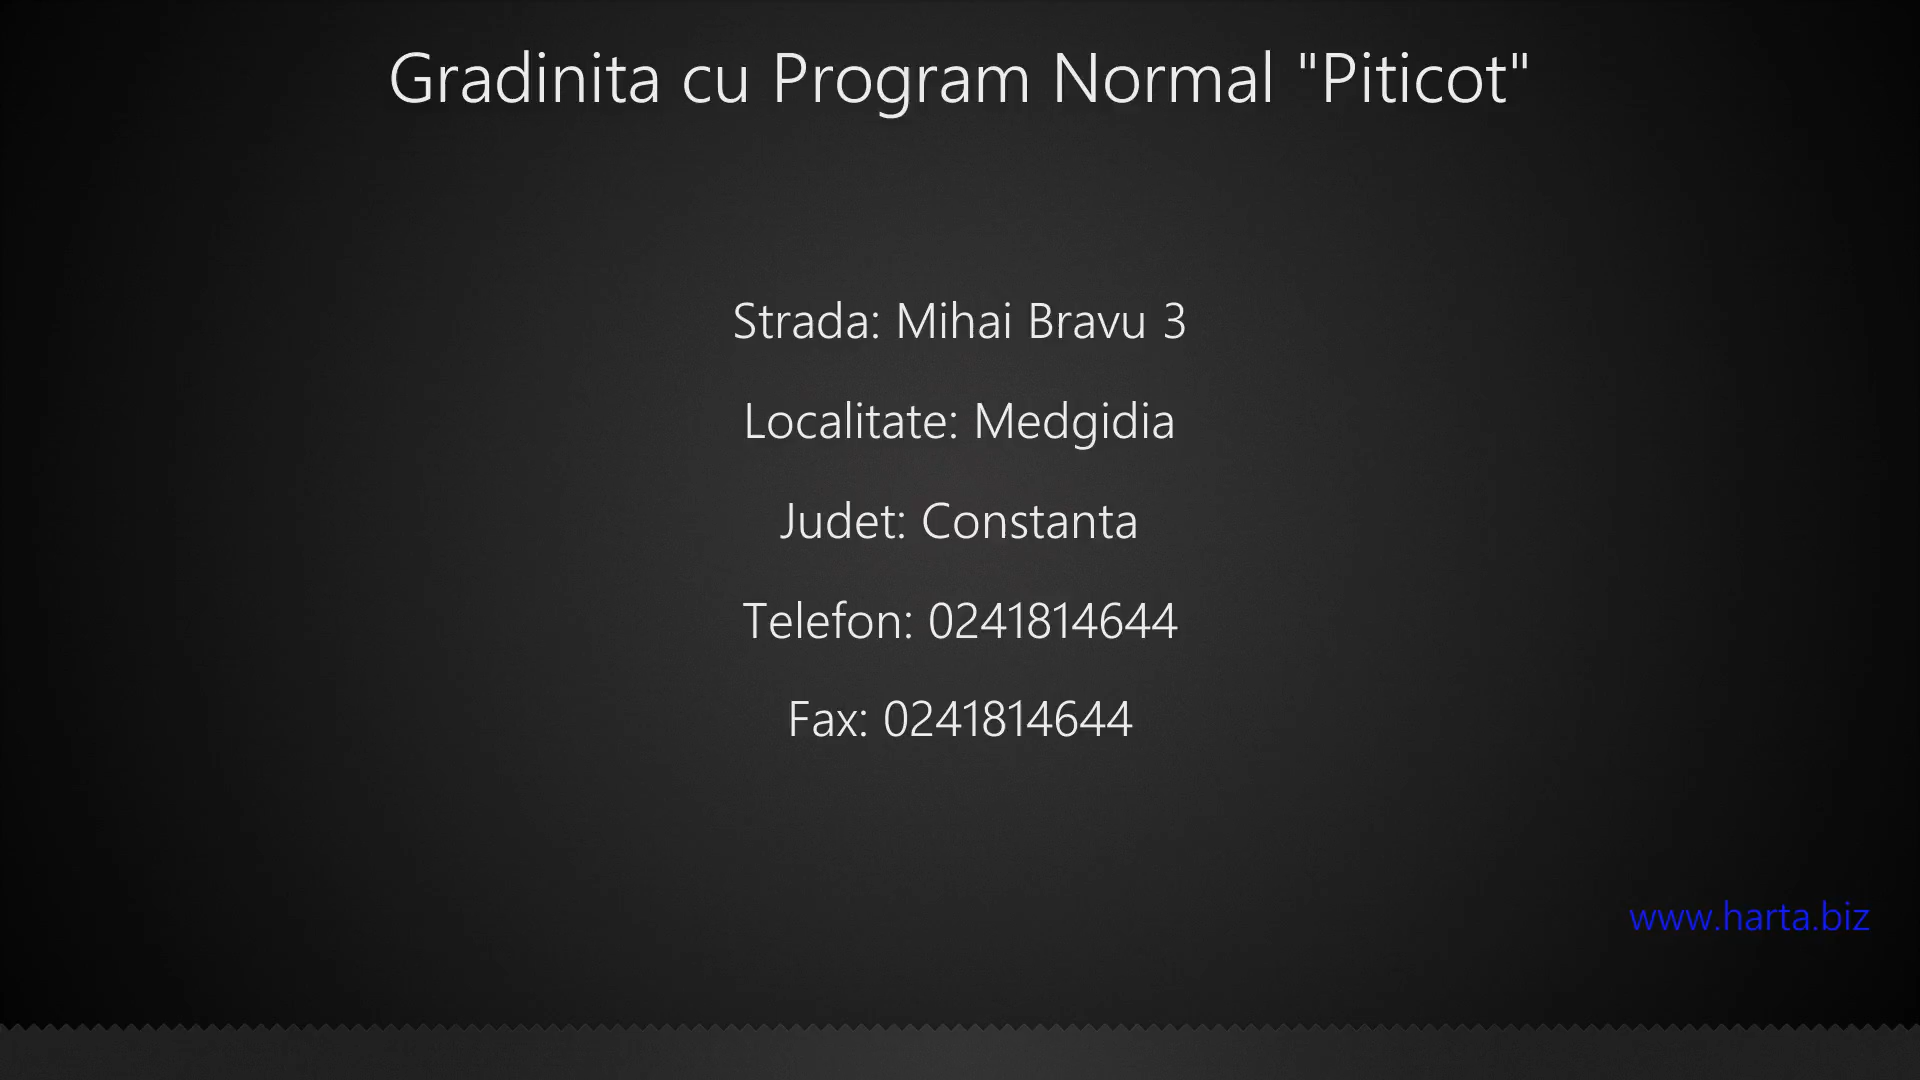 Gradinita cu Program Normal "Piticot"
Strada: Mihai Bravu 3
Localitate: Medgidia
Judet: Constanta
Telefon: 0241814644
Fax: 0241814644
www.harta.biz